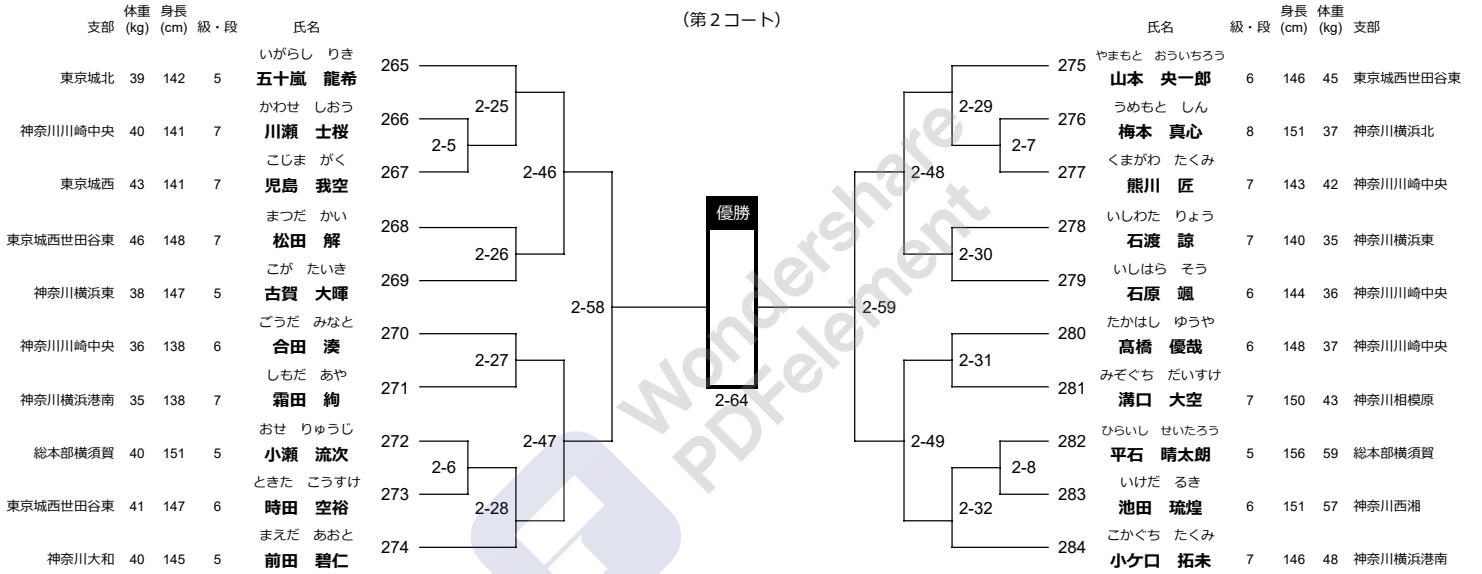 （第２コート）
支部 体重(kg) 身長(cm) 級・段 氏名
いがらし りき
東京城北 39 142 5 五十嵐 龍希 265
かわせ しおう
神奈川川崎中央 40 141 7 川瀬 士桜 266
こじま がく
東京城西 43 141 7 児島 我空 267
まつだ かい
東京城西世田谷東 46 148 7 松田 解 268
こが たいき
神奈川横浜東 38 147 5 古賀 大暉 269
ごうだ みなと
神奈川川崎中央 36 138 6 合田 湊 270
しもだ あや
神奈川横浜港南 35 138 7 霜田 絢 271
おせ りゅうじ
総本部横須賀 40 151 5 小瀬 流次 272
ときた こうすけ
東京城西世田谷東 41 147 6 時田 空裕 273
まえだ あおと
神奈川大和 40 145 5 前田 碧仁 274
2-5
2-6
2-25
2-26
2-27
2-28
2-46
2-47
2-58
優勝
2-64
2-59
2-48
2-49
2-29
2-30
2-31
2-32
2-7
2-8
氏名 級・段 身長(cm) 体重(kg) 支部
やまもと おういちろう
275 山本 央一郎 6 146 45 東京城西世田谷東
うめもと しん
276 梅本 真心 8 151 37 神奈川横浜北
くまがわ たくみ
277 熊川 匠 7 143 42 神奈川川崎中央
いしわた りょう
278 石渡 諒 7 140 35 神奈川横浜東
いしはら そう
279 石原 颯 6 144 36 神奈川川崎中央
たかはし ゆうや
280 髙橋 優哉 6 148 37 神奈川川崎中央
みぞぐち だいすけ
281 溝口 大空 7 150 43 神奈川相模原
ひらいし せいたろう
282 平石 晴太朗 5 156 59 総本部横須賀
いけだ るき
283 池田 琉煌 6 151 57 神奈川西湘
こかぐち たくみ
284 小ケ口 拓未 7 146 48 神奈川横浜港南
Wondershare
PDFelement